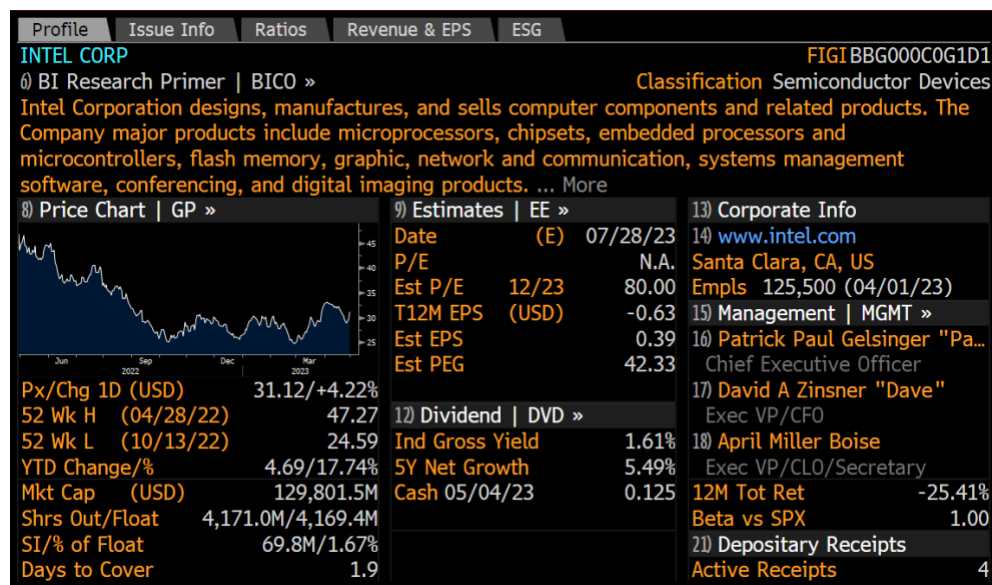 Profile Issue Info Ratios Revenue & EPS ESG
INTEL CORP FIGI BBG000C0G1D1
6) BI Research Primer | BICO » Classification Semiconductor Devices
Intel Corporation designs, manufactures, and sells computer components and related products. The
Company major products include microprocessors, chipsets, embedded processors and
microcontrollers, flash memory, graphic, network and communication, systems management
software, conferencing, and digital imaging products. ... More
8) Price Chart | GP »
45
40
35
30
25
Jun Sep Dec Mar
2022 2023
Px/Chg 1D (USD) 31.12/+4.22%
52 Wk H (04/28/22) 47.27
52 Wk L (10/13/22) 24.59
YTD Change/% 4.69/17.74%
Mkt Cap (USD) 129,801.5M
Shrs Out/Float 4,171.0M/4,169.4M
SI/% of Float 69.8M/1.67%
Days to Cover 1.9
9) Estimates | EE »
Date (E) 07/28/23
P/E N.A.
Est P/E 12/23 80.00
T12M EPS (USD) -0.63
Est EPS 0.39
Est PEG 42.33
12) Dividend | DVD »
Ind Gross Yield 1.61%
5Y Net Growth 5.49%
Cash 05/04/23 0.125
13) Corporate Info
14) www.intel.com
Santa Clara, CA, US
Empls 125,500 (04/01/23)
15) Management | MGMT »
16) Patrick Paul Gelsinger "Pa...
Chief Executive Officer
17) David A Zinsner "Dave"
Exec VP/CFO
18) April Miller Boise
Exec VP/CLO/Secretary
12M Tot Ret -25.41%
Beta vs SPX 1.00
21) Depositary Receipts
Active Receipts 4